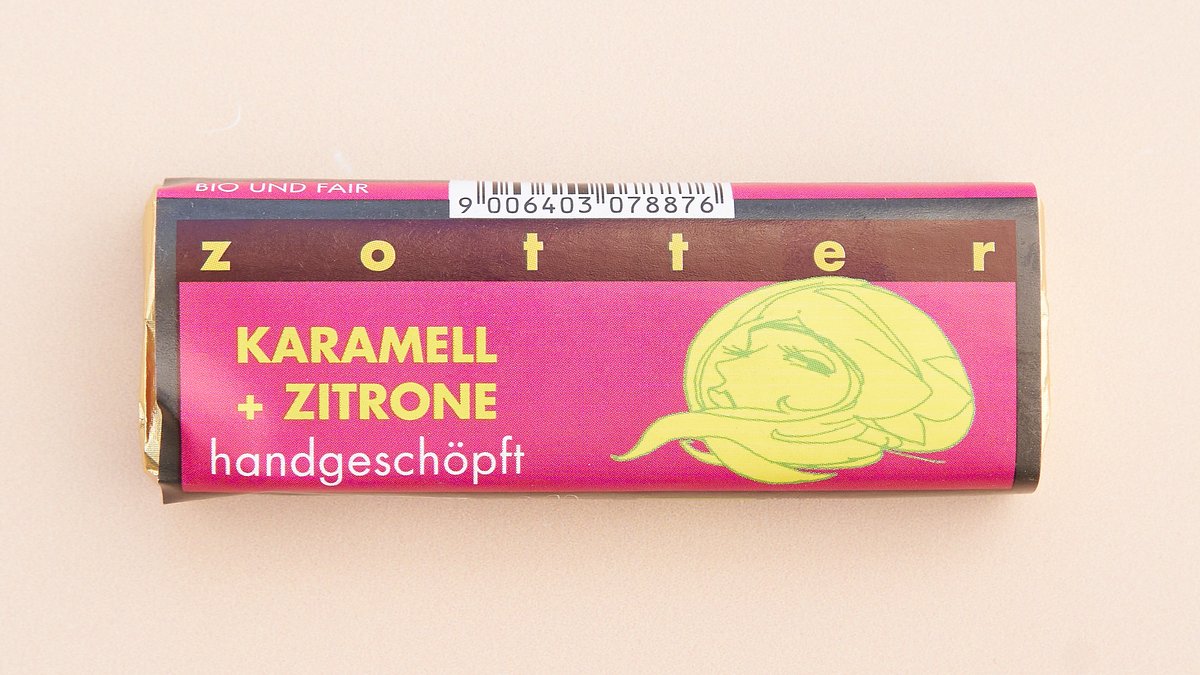 BIO UND FAIR
9 006403 078876
zotter
KARAMELL
+ ZITRONE
handgeschöpft